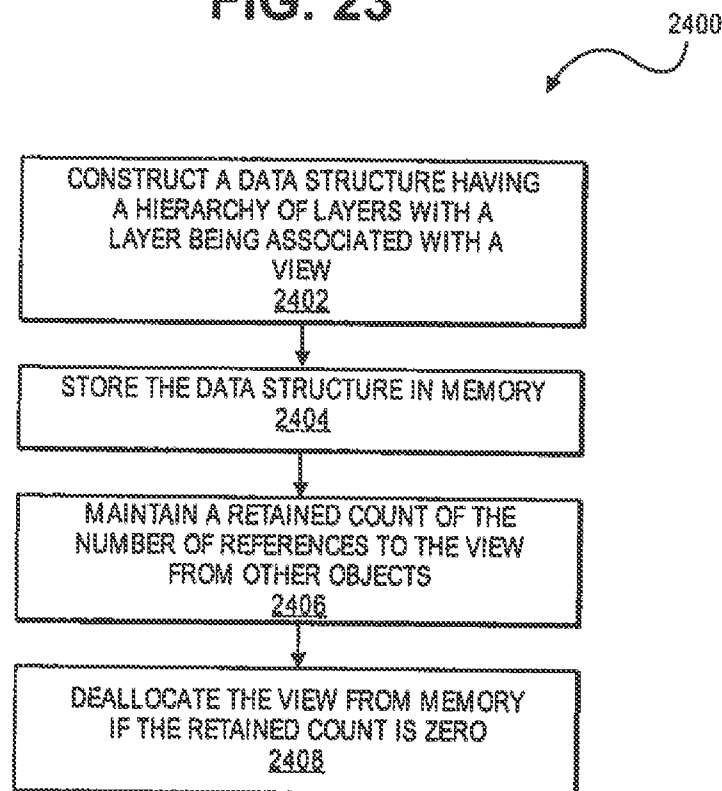 FIG. 23
2400
CONSTRUCT A DATA STRUCTURE HAVING
A HIERARCHY OF LAYERS WITH A
LAYER BEING ASSOCIATED WITH A
VIEW
2402
STORE THE DATA STRUCTURE IN MEMORY
2404
MAINTAIN A RETAINED COUNT OF THE
NUMBER OF REFERENCES TO THE VIEW
FROM OTHER OBJECTS
2406
DEALLOCATE THE VIEW FROM MEMORY
IF THE RETAINED COUNT IS ZERO
2408